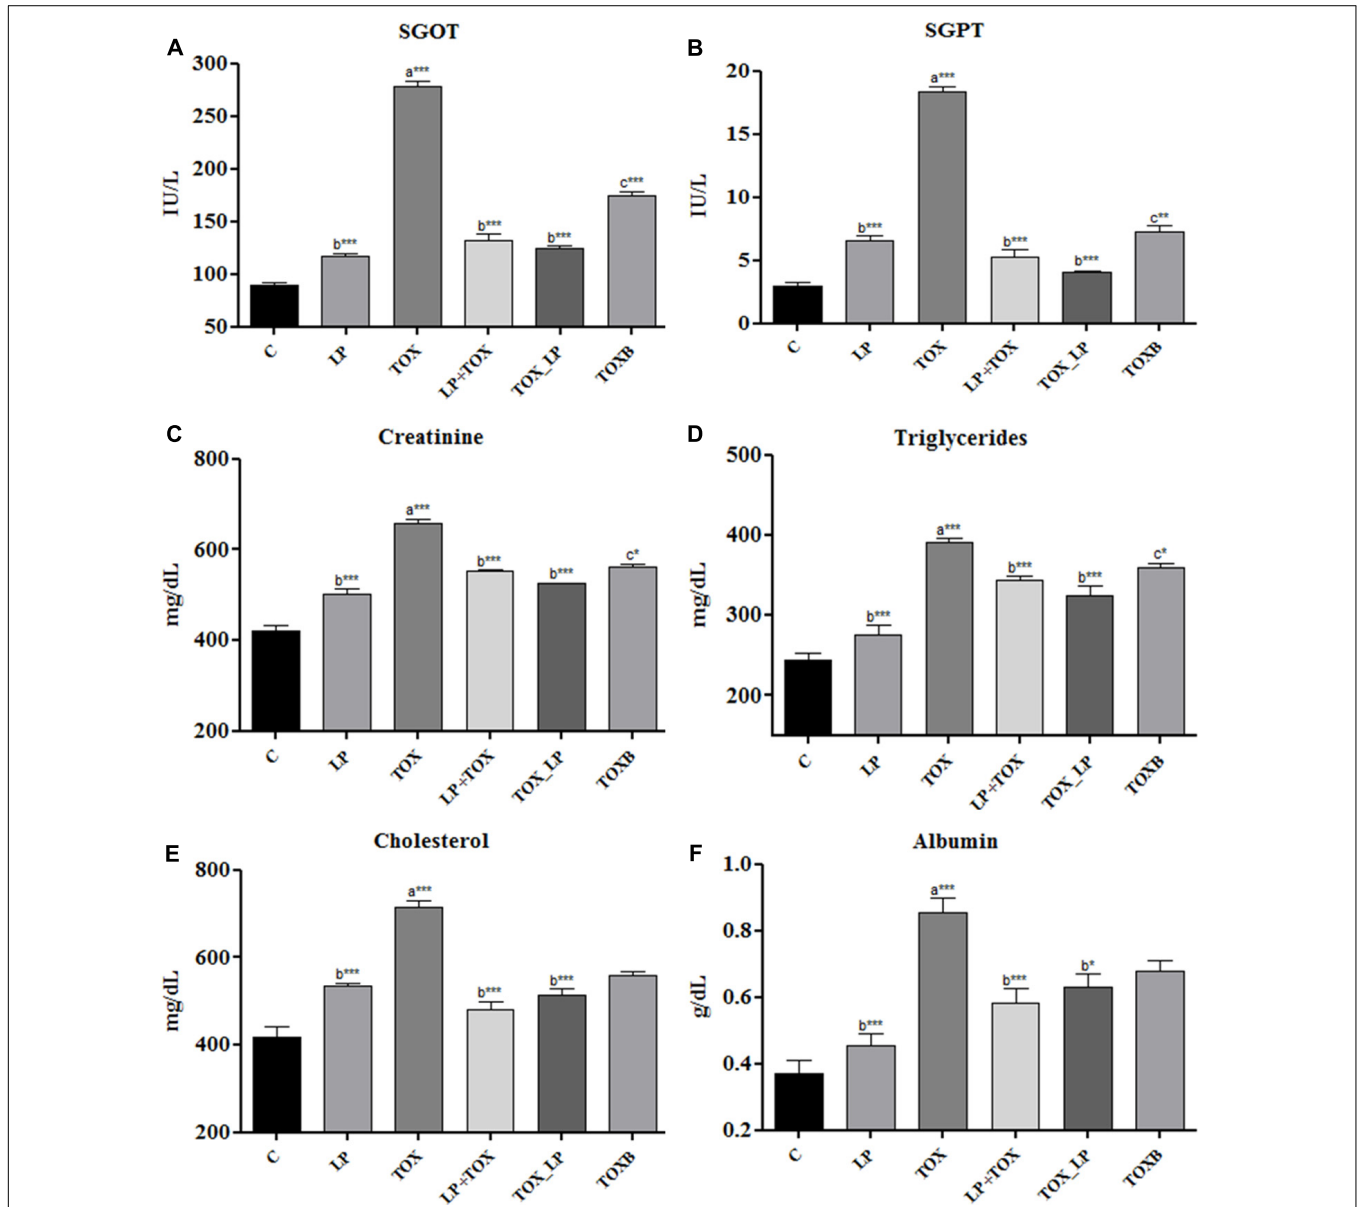 A
SGOT
300
250
200
150
100
50
IU/L
b***
a***
b***
b***
c***
C
LP
TOX
LP+TOX
TOX_LP
TOXB
B
SGPT
20
15
10
5
0
IU/L
b***
a***
b***
b***
c**
C
LP
TOX
LP+TOX
TOX_LP
TOXB
C
Creatinine
800
600
400
200
mg/dL
b***
a***
b***
b***
c*
C
LP
TOX
LP+TOX
TOX_LP
TOXB
D
Triglycerides
500
400
300
200
mg/dL
b***
a***
b***
b***
c*
C
LP
TOX
LP+TOX
TOX_LP
TOXB
E
Cholesterol
800
600
400
200
mg/dL
b***
a***
b***
b***
C
LP
TOX
LP+TOX
TOX_LP
TOXB
F
Albumin
1.0
0.8
0.6
0.4
0.2
g/dL
b***
a***
b***
b*
C
LP
TOX
LP+TOX
TOX_LP
TOXB